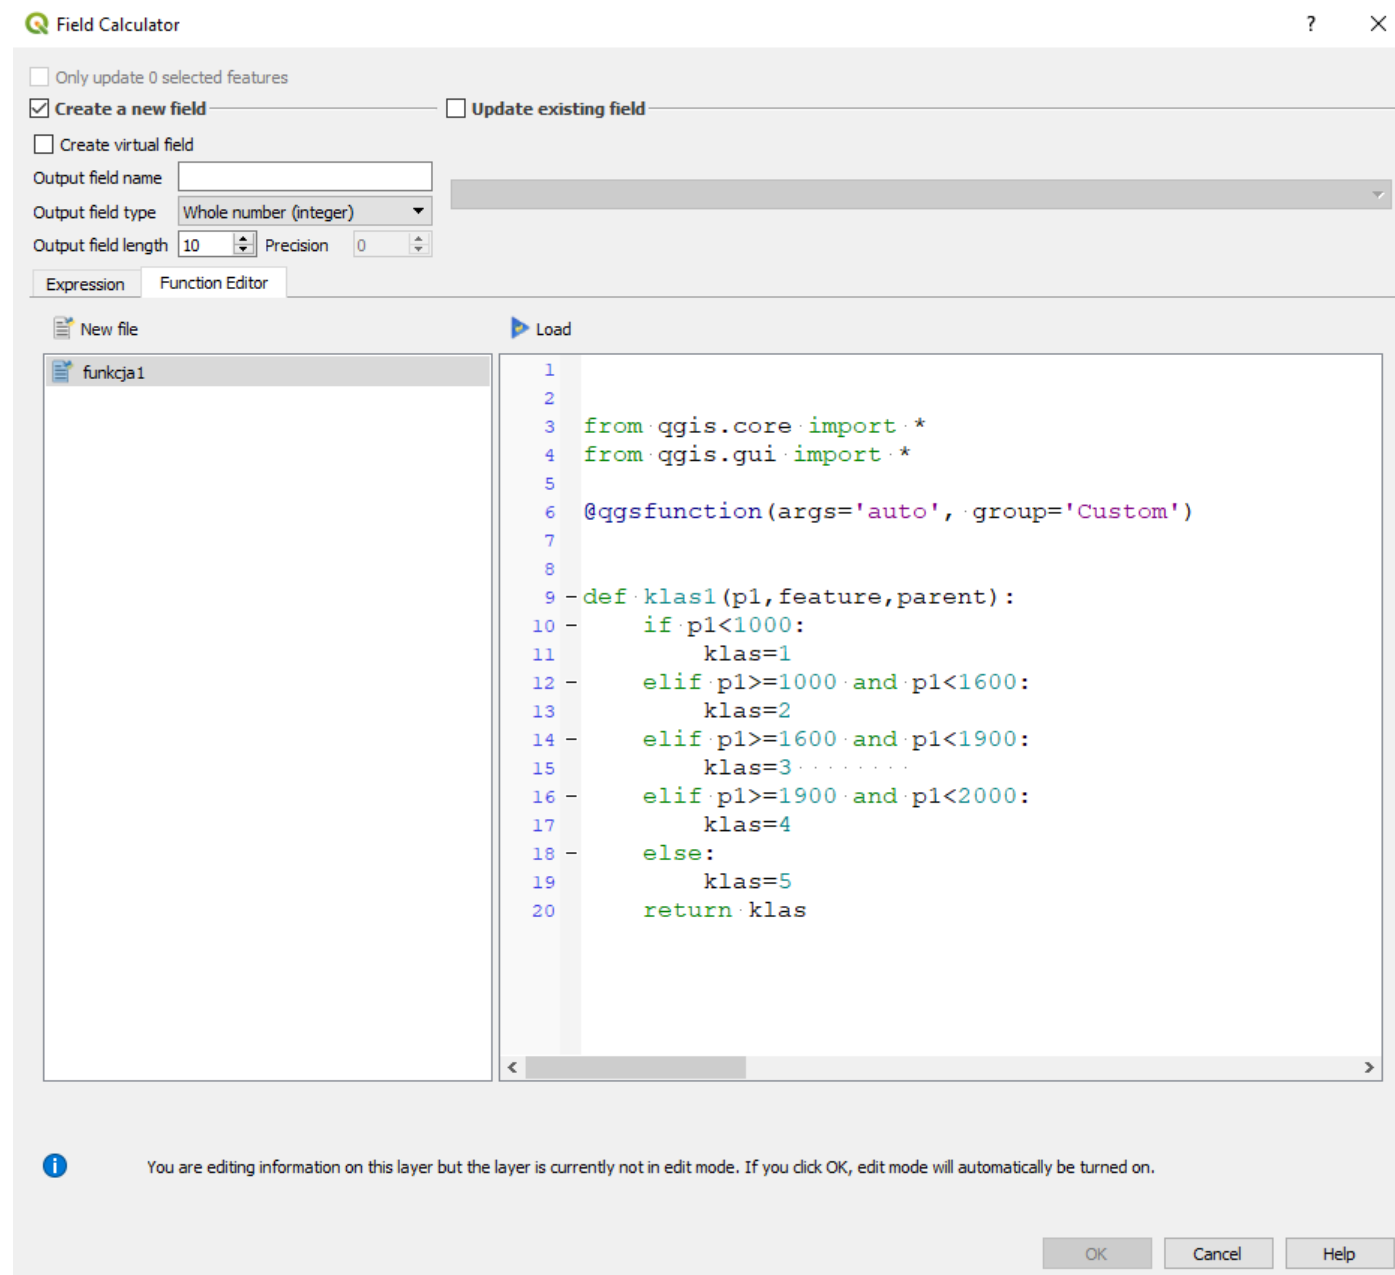 Field Calculator ?
Only update 0 selected features
Create a new field Update existing field
Create virtual field
Output field name
Output field type Whole number (integer)
Output field length 10 Precision 0
Expression Function Editor
New file Load
funkcja1
1
2
3 from qgis.core import *
4 from qgis.gui import *
5
6 @qgsfunction(args='auto', group='Custom')
7
8
9 def klas1(p1,feature,parent):
10     if p1<1000:
11         klas=1
12     elif p1>=1000 and p1<1600:
13         klas=2
14     elif p1>=1600 and p1<1900:
15         klas=3
16     elif p1>=1900 and p1<2000:
17         klas=4
18     else:
19         klas=5
20     return klas
You are editing information on this layer but the layer is currently not in edit mode. If you click OK, edit mode will automatically be turned on.
OK Cancel Help